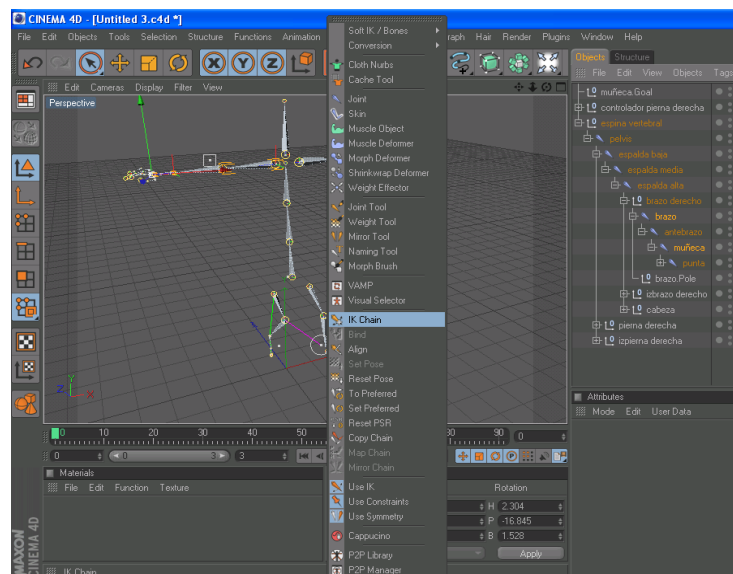 CINEMA 4D - [Untitled 3.c4d *]
File Edit Objects Tools Selection Structure Functions Animation
raph Hair Render Plugins Window Help
Soft IK / Bones
Conversion
Cloth Nurbs
Cache Tool
Joint
Skin
Muscle Object
Muscle Deformer
Morph Deformer
Shrinkwrap Deformer
Weight Effector
Joint Tool
Weight Tool
Mirror Tool
Naming Tool
Morph Brush
VAMP
Visual Selector
IK Chain
Bind
Align
Set Pose
Reset Pose
To Preferred
Set Preferred
Reset PSR
Copy Chain
Map Chain
Mirror Chain
Use IK
Use Constraints
Use Symmetry
Cappucino
P2P Library
P2P Manager
X Y Z
Edit Cameras Display Filter View
Perspective
Y
Z X
Objects Structure
File Edit View Objects Tags
muñeca.Goal
controlador pierna derecha
espina veitebral
pelvis
espalda baja
espalda media
espalda alta
brazo derecho
brazo
antebrazo
muñeca
punta
brazo.Pole
izbrazo derecho
cabeza
pierna derecha
izpierna derecha
Attributes
Mode Edit User Data
0 10 20 30 40 50
80 90 0
0 0 3 3
Materials
File Edit Function Texture
Rotation
H 2.304
P -16.845
B 1.528
Apply
MAXON
CINEMA 4D
IK Chain